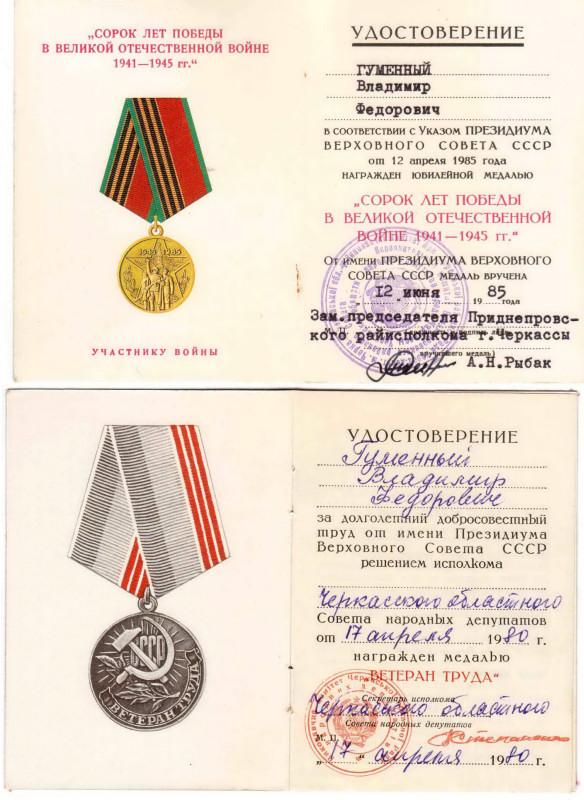 „СОРОК ЛЕТ ПОБЕДЫ
В ВЕЛИКОЙ ОТЕЧЕСТВЕННОЙ ВОЙНЕ
1941—1945 гг.“
1945 1985
УЧАСТНИКУ ВОЙНЫ
УДОСТОВЕРЕНИЕ
ГУМЕННЫЙ
Владимир
Федорович
в соответствии с Указом ПРЕЗИДИУМА
ВЕРХОВНОГО СОВЕТА СССР
от 12 апреля 1985 года
НАГРАЖДЕН ЮБИЛЕЙНОЙ МЕДАЛЬЮ
„СОРОК ЛЕТ ПОБЕДЫ
В ВЕЛИКОЙ ОТЕЧЕСТВЕННОЙ
ВОЙНЕ 1941—1945 гг.“
От имени ПРЕЗИДИУМА ВЕРХОВНОГО
СОВЕТА СССР МЕДАЛЬ ВРУЧЕНА
I2 июня 19 85 года
Зам.председателя Приднепровс-
кого райисполкома г.Черкассы
вручившего медаль)
А.Н.Рыбак
СССР
ВЕТЕРАН ТРУДА
УДОСТОВЕРЕНИЕ
Гуменный
Владимир
Федорович
за долголетний добросовестный
труд от имени Президиума
Верховного Совета СССР
решением исполкома
Черкасского областного
Совета народных депутатов
от 17 апреля 1980 г.
награжден медалью
„ВЕТЕРАН ТРУДА“
Секретарь исполкома
Черкасского областного
Совета народных депутатов
М. П.
„17“ апреля 1980 г.